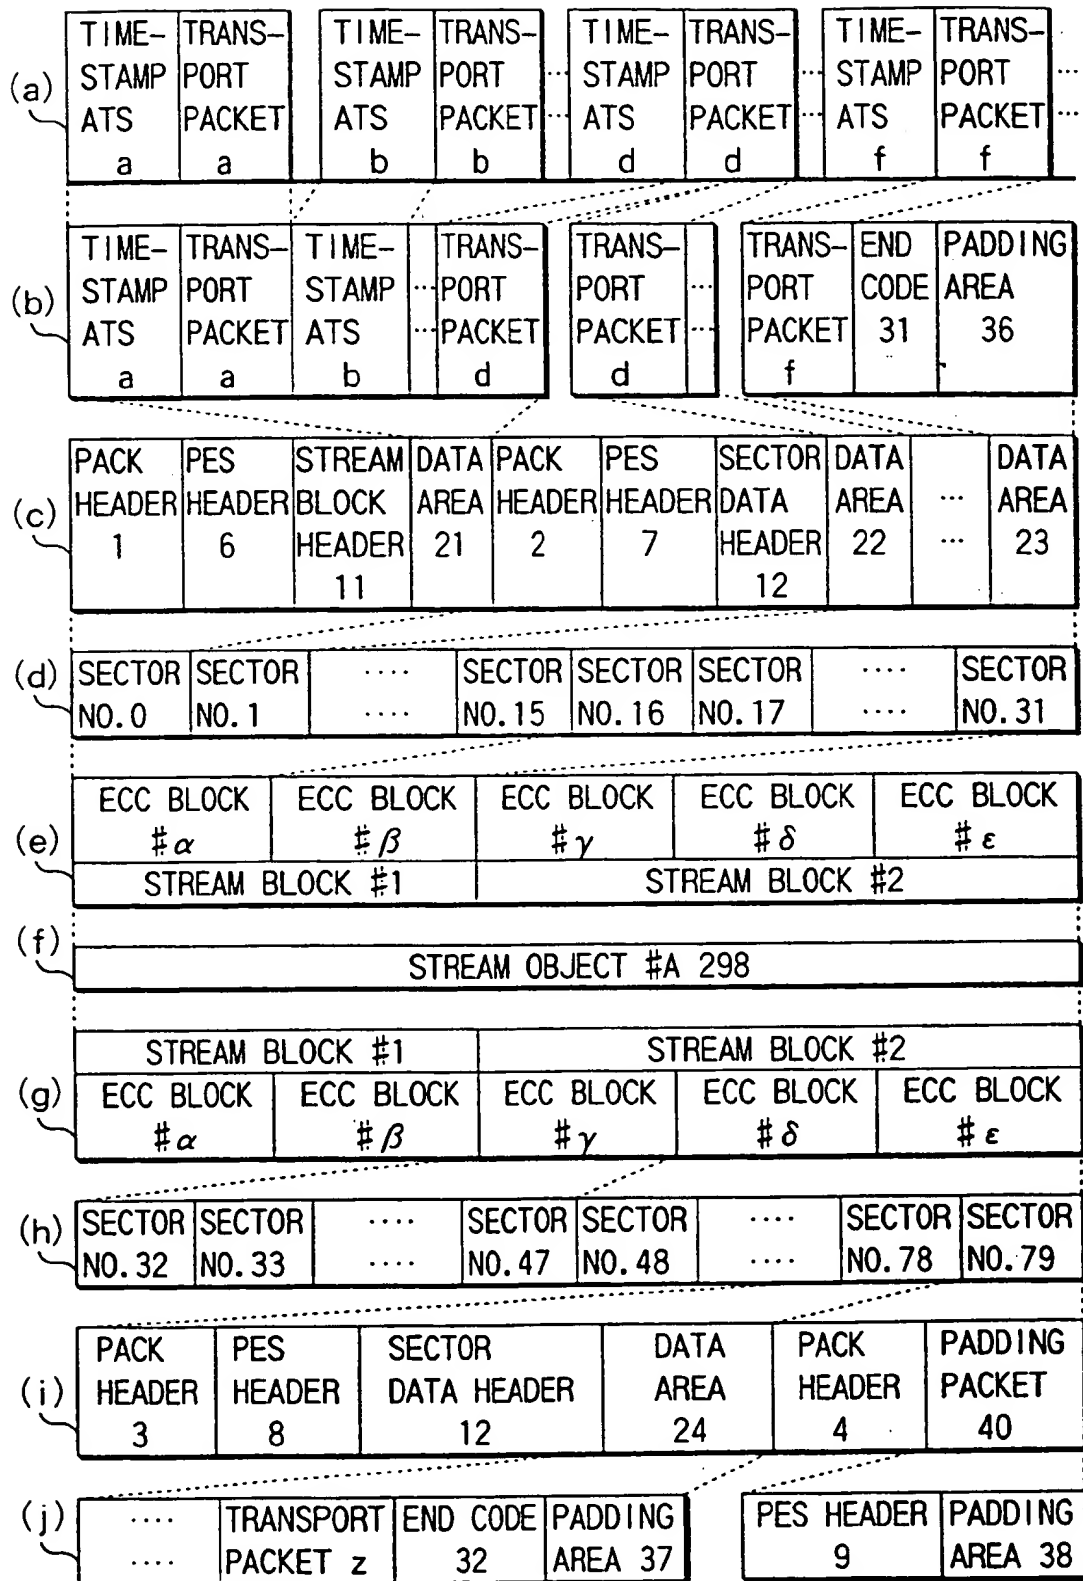 (a)
TIME- TRANS- TIME- TRANS- TIME- TRANS- TIME- TRANS-
STAMP PORT STAMP PORT ... STAMP PORT ... STAMP PORT ...
ATS PACKET ATS PACKET ... ATS PACKET ... ATS PACKET ...
a a b b d d f f
(b)
TIME- TRANS- TIME- TRANS- TRANS- TRANS- END PADDING
STAMP PORT STAMP ... PORT PORT ... PORT CODE AREA
ATS PACKET ATS ... PACKET PACKET ... PACKET 31 36
a a b d d f
(c)
PACK PES STREAM DATA PACK PES SECTOR DATA DATA
HEADER HEADER BLOCK AREA HEADER HEADER DATA AREA ... AREA
1 6 HEADER 21 2 7 HEADER 22 ... 23
11 12
(d)
SECTOR SECTOR .... SECTOR SECTOR SECTOR .... SECTOR
NO.0 NO.1 .... NO.15 NO.16 NO.17 .... NO.31
(e)
ECC BLOCK ECC BLOCK ECC BLOCK ECC BLOCK ECC BLOCK
#α #β #γ #δ #ε
STREAM BLOCK #1 STREAM BLOCK #2
(f)
STREAM OBJECT #A 298
(g)
STREAM BLOCK #1 STREAM BLOCK #2
ECC BLOCK ECC BLOCK ECC BLOCK ECC BLOCK ECC BLOCK
#α #β #γ #δ #ε
(h)
SECTOR SECTOR .... SECTOR SECTOR .... SECTOR SECTOR
NO.32 NO.33 .... NO.47 NO.48 .... NO.78 NO.79
(i)
PACK PES SECTOR DATA PACK PADDING
HEADER HEADER DATA HEADER AREA HEADER PACKET
3 8 12 24 4 40
(j)
.... TRANSPORT END CODE PADDING PES HEADER PADDING
.... PACKET z 32 AREA 37 9 AREA 38